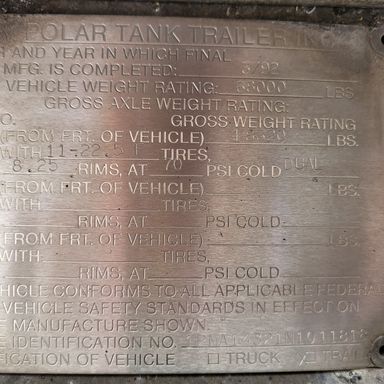 POLAR TANK TRAILER
AND YEAR IN WHICH FINAL
MFG. IS COMPLETED: 3/92
VEHICLE WEIGHT RATING: 68000 LBS
GROSS AXLE WEIGHT RATING:
O. GROSS WEIGHT RATING
(FROM FRT. OF VEHICLE) LBS.
WITH 11-22.5 TIRES,
8.25 RIMS, AT 70 PSI COLD DUAL
(FROM FRT. OF VEHICLE) LBS.
WITH TIRES,
RIMS, AT PSI COLD
(FROM FRT. OF VEHICLE) LBS.
WITH TIRES,
RIMS, AT PSI COLD
HICLE CONFORMS TO ALL APPLICABLE FEDERA
VEHICLE SAFETY STANDARDS IN EFFECT ON
MANUFACTURE SHOWN.
IDENTIFICATION NO.
FICATION OF VEHICLE □ TRUCK TRAI